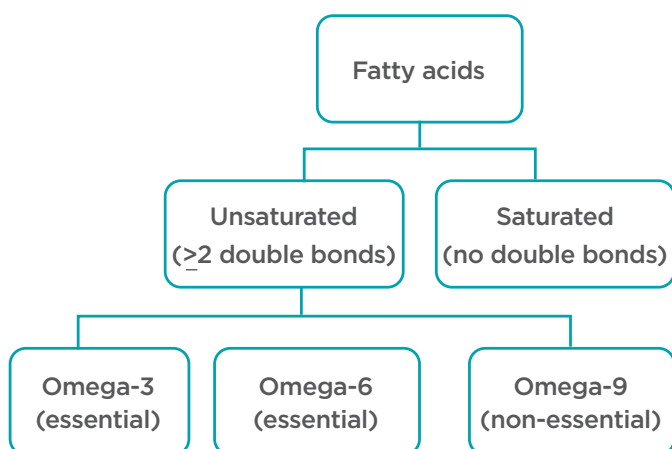 Fatty acids
Unsaturated
(≥2 double bonds)
Saturated
(no double bonds)
Omega-3
(essential)
Omega-6
(essential)
Omega-9
(non-essential)